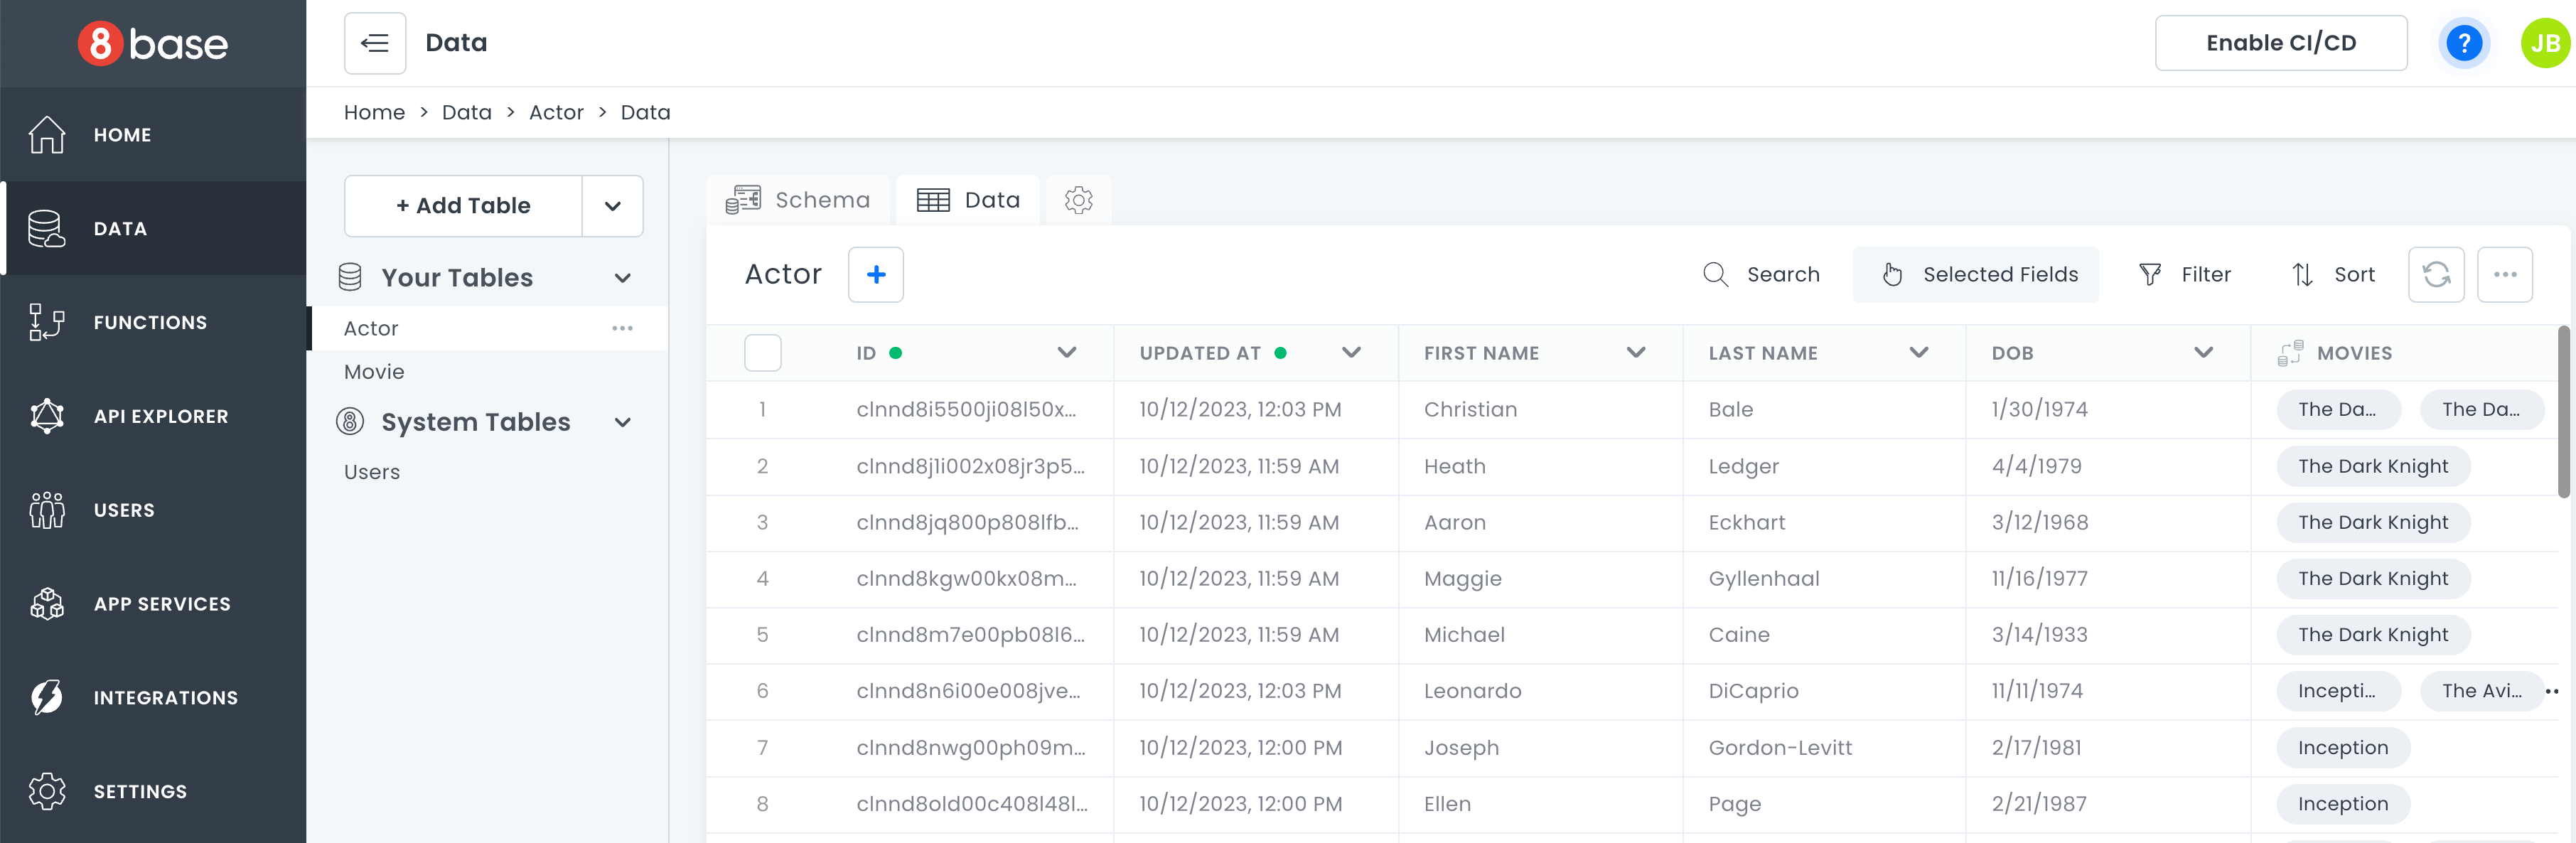 8base
Data
Enable CI/CD
?
JB
Home > Data > Actor > Data
HOME
DATA
FUNCTIONS
API EXPLORER
USERS
APP SERVICES
INTEGRATIONS
SETTINGS
+ Add Table
Your Tables
Actor ...
Movie
System Tables
Users
Schema
Data
Actor +
Search
Selected Fields
Filter
Sort
...
ID UPDATED AT FIRST NAME LAST NAME DOB MOVIES
1 clnnd8i5500ji08l50x... 10/12/2023, 12:03 PM Christian Bale 1/30/1974 The Da... The Da...
2 clnnd8j1i002x08jr3p5... 10/12/2023, 11:59 AM Heath Ledger 4/4/1979 The Dark Knight
3 clnnd8jq800p808lfb... 10/12/2023, 11:59 AM Aaron Eckhart 3/12/1968 The Dark Knight
4 clnnd8kgw00kx08m... 10/12/2023, 11:59 AM Maggie Gyllenhaal 11/16/1977 The Dark Knight
5 clnnd8m7e00pb08l6... 10/12/2023, 11:59 AM Michael Caine 3/14/1933 The Dark Knight
6 clnnd8n6i00e008jve... 10/12/2023, 12:03 PM Leonardo DiCaprio 11/11/1974 Incepti... The Avi... ..
7 clnnd8nwg00ph09m... 10/12/2023, 12:00 PM Joseph Gordon-Levitt 2/17/1981 Inception
8 clnnd8old00c408l48l... 10/12/2023, 12:00 PM Ellen Page 2/21/1987 Inception